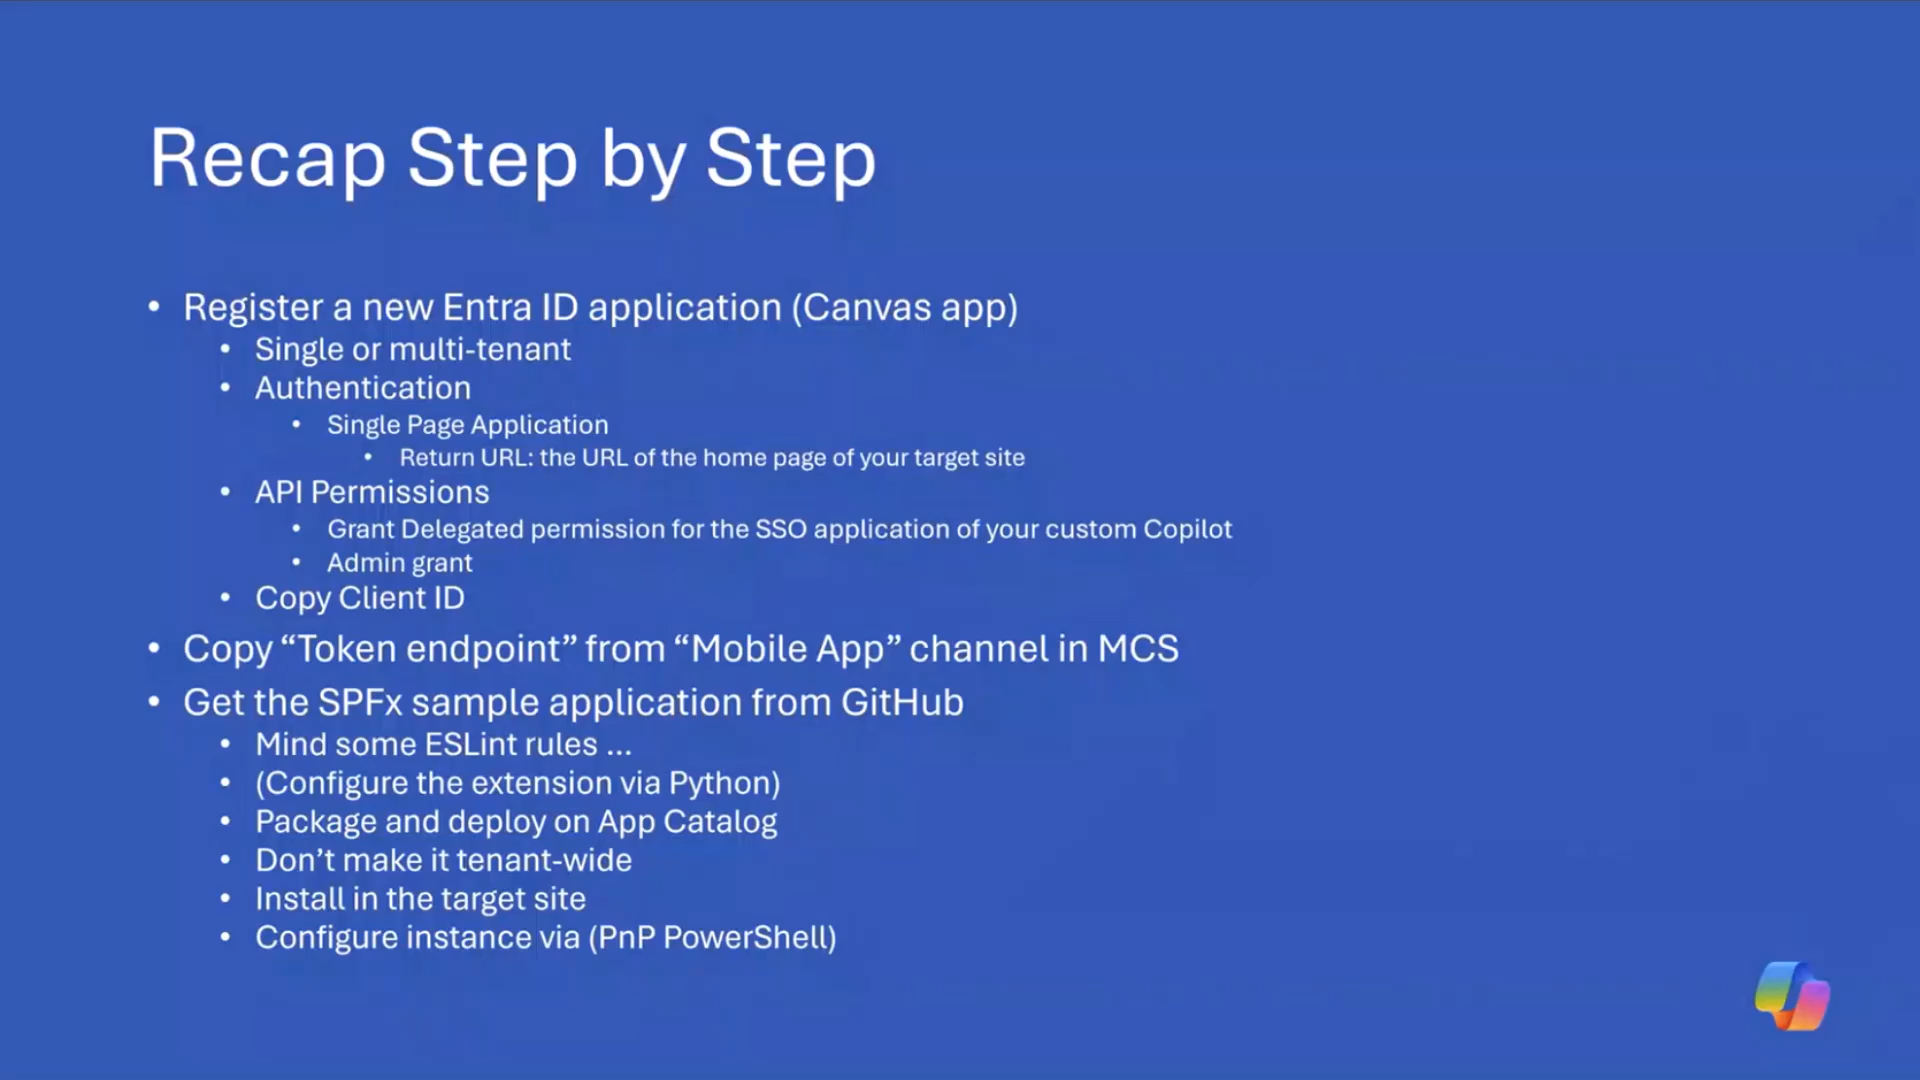 Recap Step by Step
• Register a new Entra ID application (Canvas app)
• Single or multi-tenant
• Authentication
• Single Page Application
• Return URL: the URL of the home page of your target site
• API Permissions
• Grant Delegated permission for the SSO application of your custom Copilot
• Admin grant
• Copy Client ID
• Copy “Token endpoint” from “Mobile App” channel in MCS
• Get the SPFx sample application from GitHub
• Mind some ESLint rules ...
• (Configure the extension via Python)
• Package and deploy on App Catalog
• Don’t make it tenant-wide
• Install in the target site
• Configure instance via (PnP PowerShell)